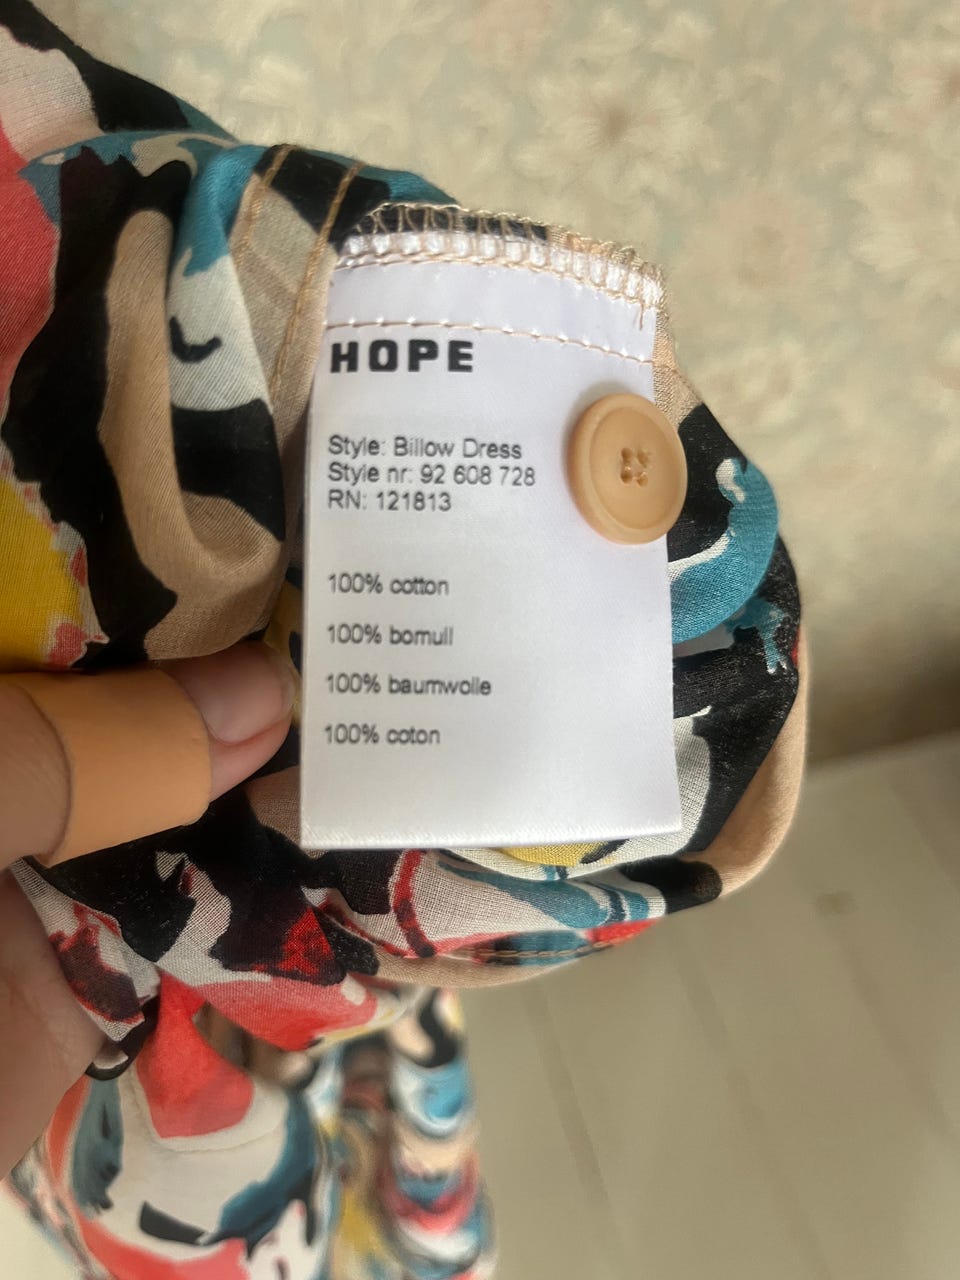 HOPE
Style: Billow Dress
Style nr: 92 608 728
RN: 121813
100% cotton
100% bomull
100% baumwolle
100% coton